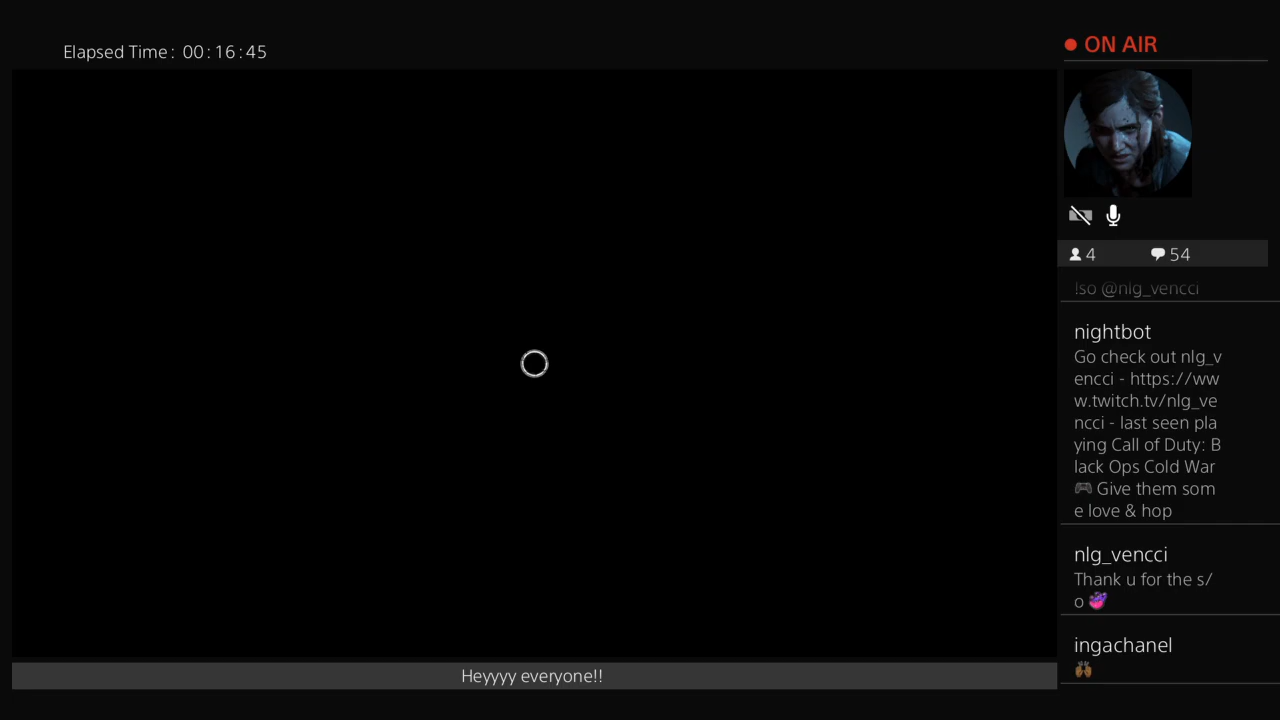 Elapsed Time: 00:16:45
ON AIR
4
54
!so @nlg_vencci
nightbot
Go check out nlg_v
encci - https://ww
w.twitch.tv/nlg_ve
ncci - last seen pla
ying Call of Duty: B
lack Ops Cold War
🎮 Give them som
e love & hop
nlg_vencci
Thank u for the s/
o
ingachanel
Heyyyy everyone!!